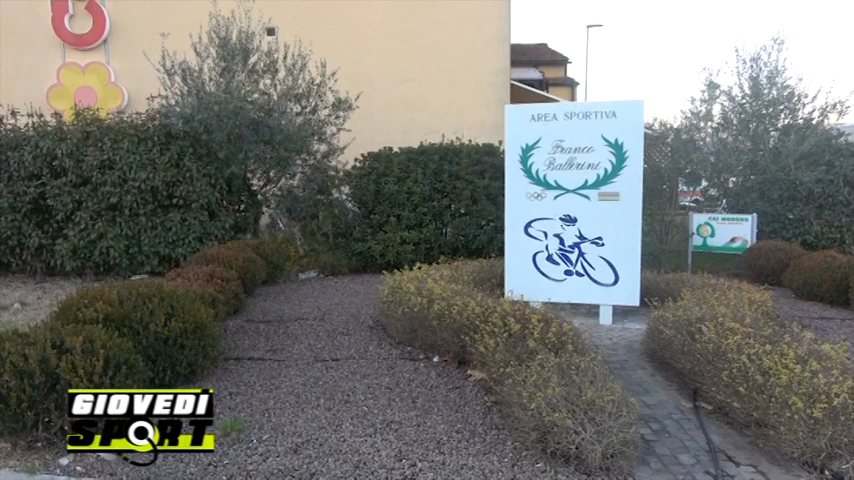 AREA SPORTIVA
Franco
Ballerini
GIOVEDI
SPORT